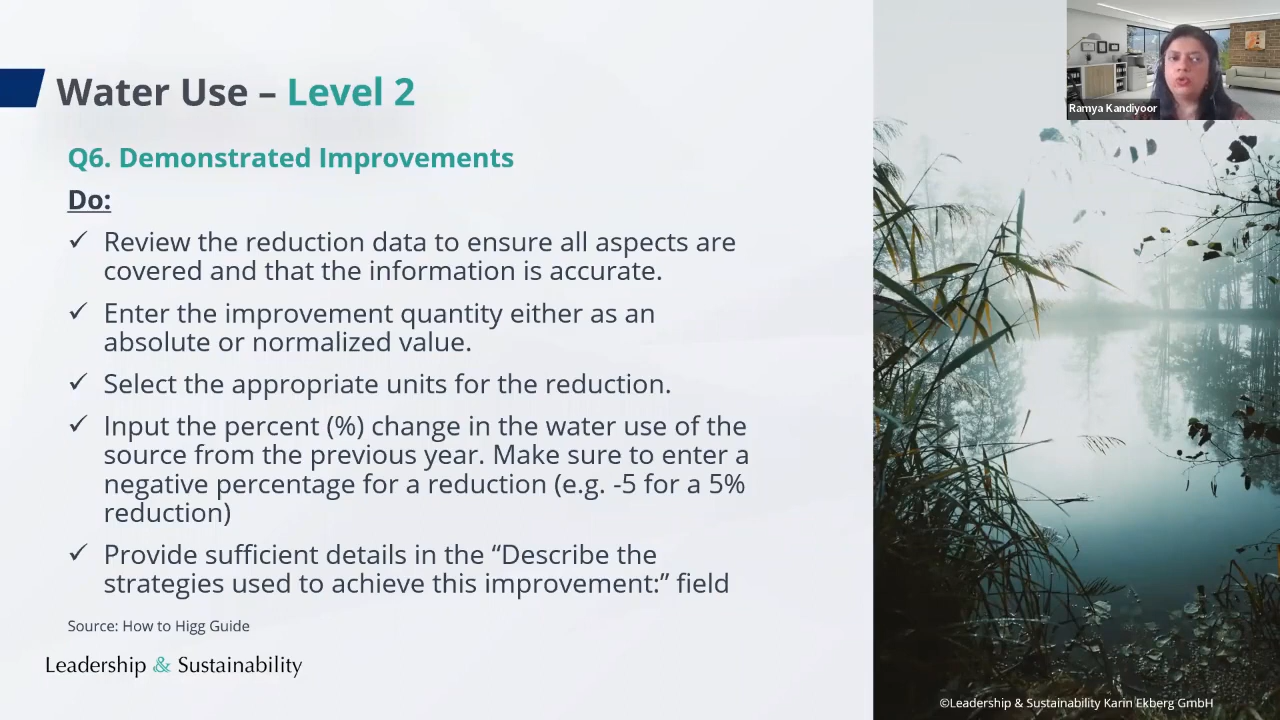 Water Use – Level 2
Ramya Kandiyoor
Q6. Demonstrated Improvements
Do:
✓ Review the reduction data to ensure all aspects are
covered and that the information is accurate.
✓ Enter the improvement quantity either as an
absolute or normalized value.
✓ Select the appropriate units for the reduction.
✓ Input the percent (%) change in the water use of the
source from the previous year. Make sure to enter a
negative percentage for a reduction (e.g. -5 for a 5%
reduction)
✓ Provide sufficient details in the “Describe the
strategies used to achieve this improvement:” field
Source: How to Higg Guide
Leadership & Sustainability
©Leadership & Sustainability Karin Ekberg GmbH